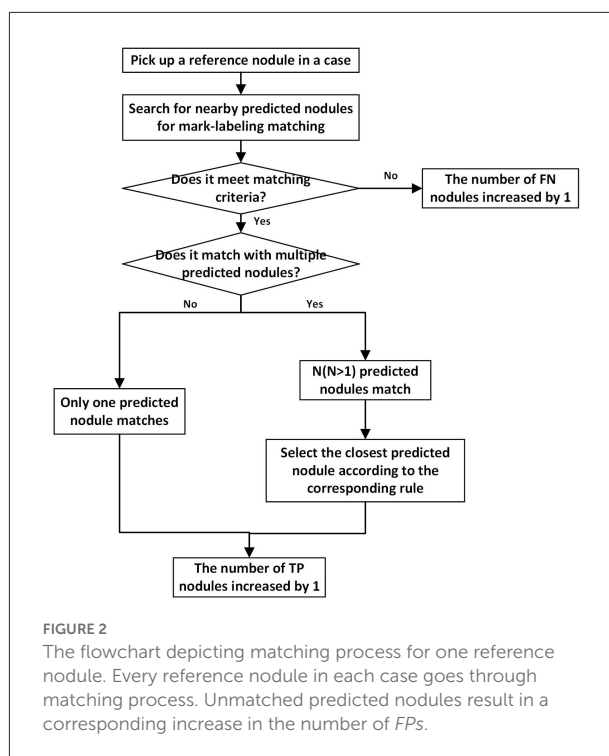 Pick up a reference nodule in a case
Search for nearby predicted nodules
for mark-labeling matching
Does it meet matching
criteria?
No
The number of FN
nodules increased by 1
Yes
Does it match with multiple
predicted nodules?
No
Yes
N(N>1) predicted
nodules match
Only one predicted
nodule matches
Select the closest predicted
nodule according to the
corresponding rule
The number of TP
nodules increased by 1
FIGURE 2
The flowchart depicting matching process for one reference
nodule. Every reference nodule in each case goes through
matching process. Unmatched predicted nodules result in a
corresponding increase in the number of FPs.